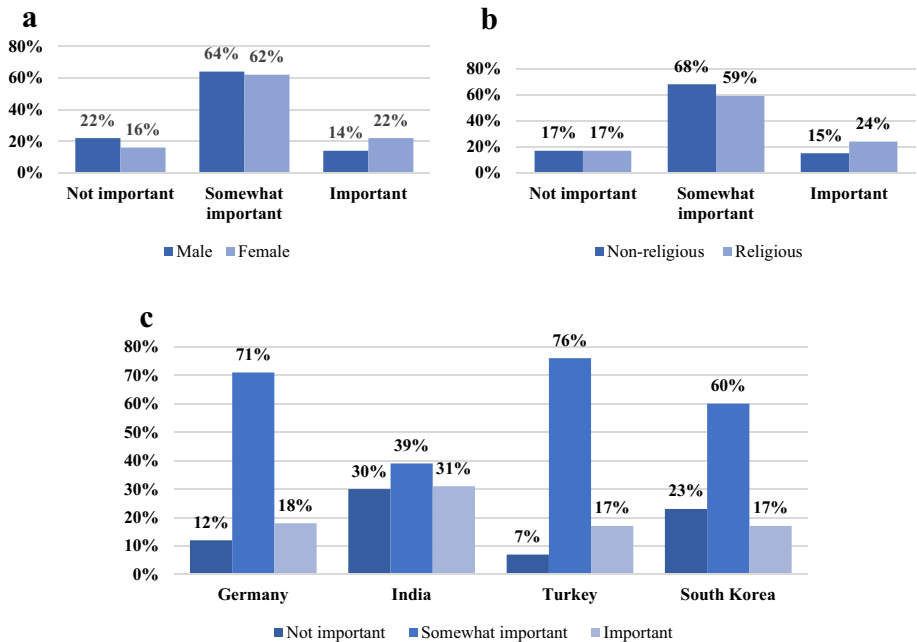 a
80%
60%
40%
20%
0%
22%
16%
64%
62%
14%
22%
Not important
Somewhat
important
Important
Male
Female
b
80%
60%
40%
20%
0%
17%
17%
68%
59%
15%
24%
Not important
Somewhat
important
Important
Non-religious
Religious
c
80%
70%
60%
50%
40%
30%
20%
10%
0%
12%
71%
18%
30%
39%
31%
7%
76%
17%
23%
60%
17%
Germany
India
Turkey
South Korea
Not important
Somewhat important
Important